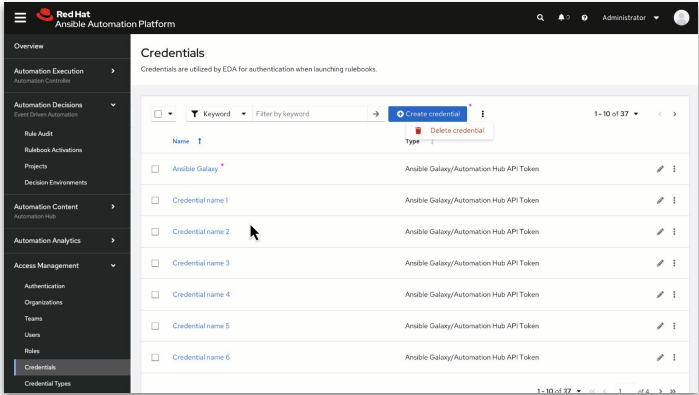 Red Hat
Ansible Automation Platform
0
Administrator
Overview
Automation Execution
Automation Controller
Automation Decisions
Event Driven Automation
Rule Audit
Rulebook Activations
Projects
Decision Environments
Automation Content
Automation Hub
Automation Analytics
Access Management
Authentication
Organizations
Teams
Users
Roles
Credentials
Credential Types
Credentials
Credentials are utilized by EDA for authentication when launching rulebooks.
Keyword
Filter by keyword
Create credential *
1 - 10 of 37
Delete credential
Name
Type
Ansible Galaxy *
Ansible Galaxy/Automation Hub API Token
Credential name 1
Ansible Galaxy/Automation Hub API Token
Credential name 2
Ansible Galaxy/Automation Hub API Token
Credential name 3
Ansible Galaxy/Automation Hub API Token
Credential name 4
Ansible Galaxy/Automation Hub API Token
Credential name 5
Ansible Galaxy/Automation Hub API Token
Credential name 6
Ansible Galaxy/Automation Hub API Token
1 - 10 of 37
1 of 4